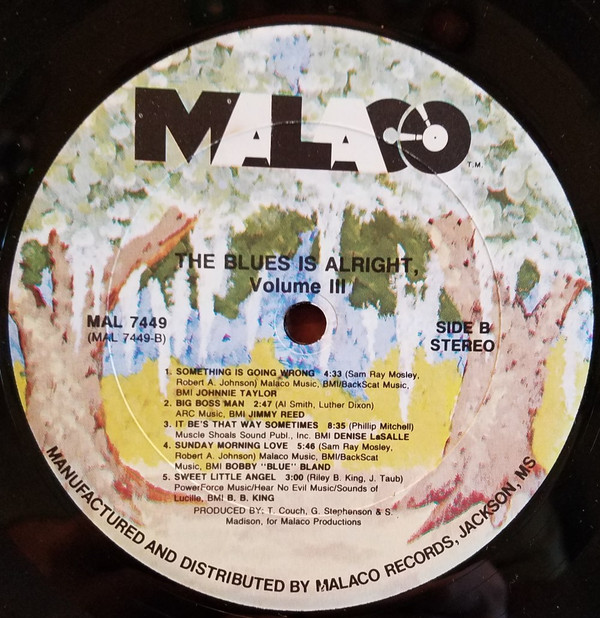 MALACO
T.M.
THE BLUES IS ALRIGHT,
Volume III
MAL 7449
(MAL 7449-B)
SIDE B
STEREO
1. SOMETHING IS GOING WRONG 4:33 (Sam Ray Mosley,
Robert A. Johnson) Malaco Music, BMI/BackScat Music,
BMI JOHNNIE TAYLOR
2. BIG BOSS MAN 2:47 (Al Smith, Luther Dixon)
ARC Music, BMI JIMMY REED
3. IT BE'S THAT WAY SOMETIMES 8:35 (Phillip Mitchell)
Muscle Shoals Sound Publ., Inc. BMI DENISE LaSALLE
4. SUNDAY MORNING LOVE 5:46 (Sam Ray Mosley,
Robert A. Johnson) Malaco Music, BMI/BackScat
Music, BMI BOBBY "BLUE" BLAND
5. SWEET LITTLE ANGEL 3:00 (Riley B. King, J. Taub)
PowerForce Music/Hear No Evil Music/Sounds of
Lucille, BMI B. B. KING
PRODUCED BY: T. Couch, G. Stephenson & S.
Madison, for Malaco Productions
MANUFACTURED AND DISTRIBUTED BY MALACO RECORDS, JACKSON, MS